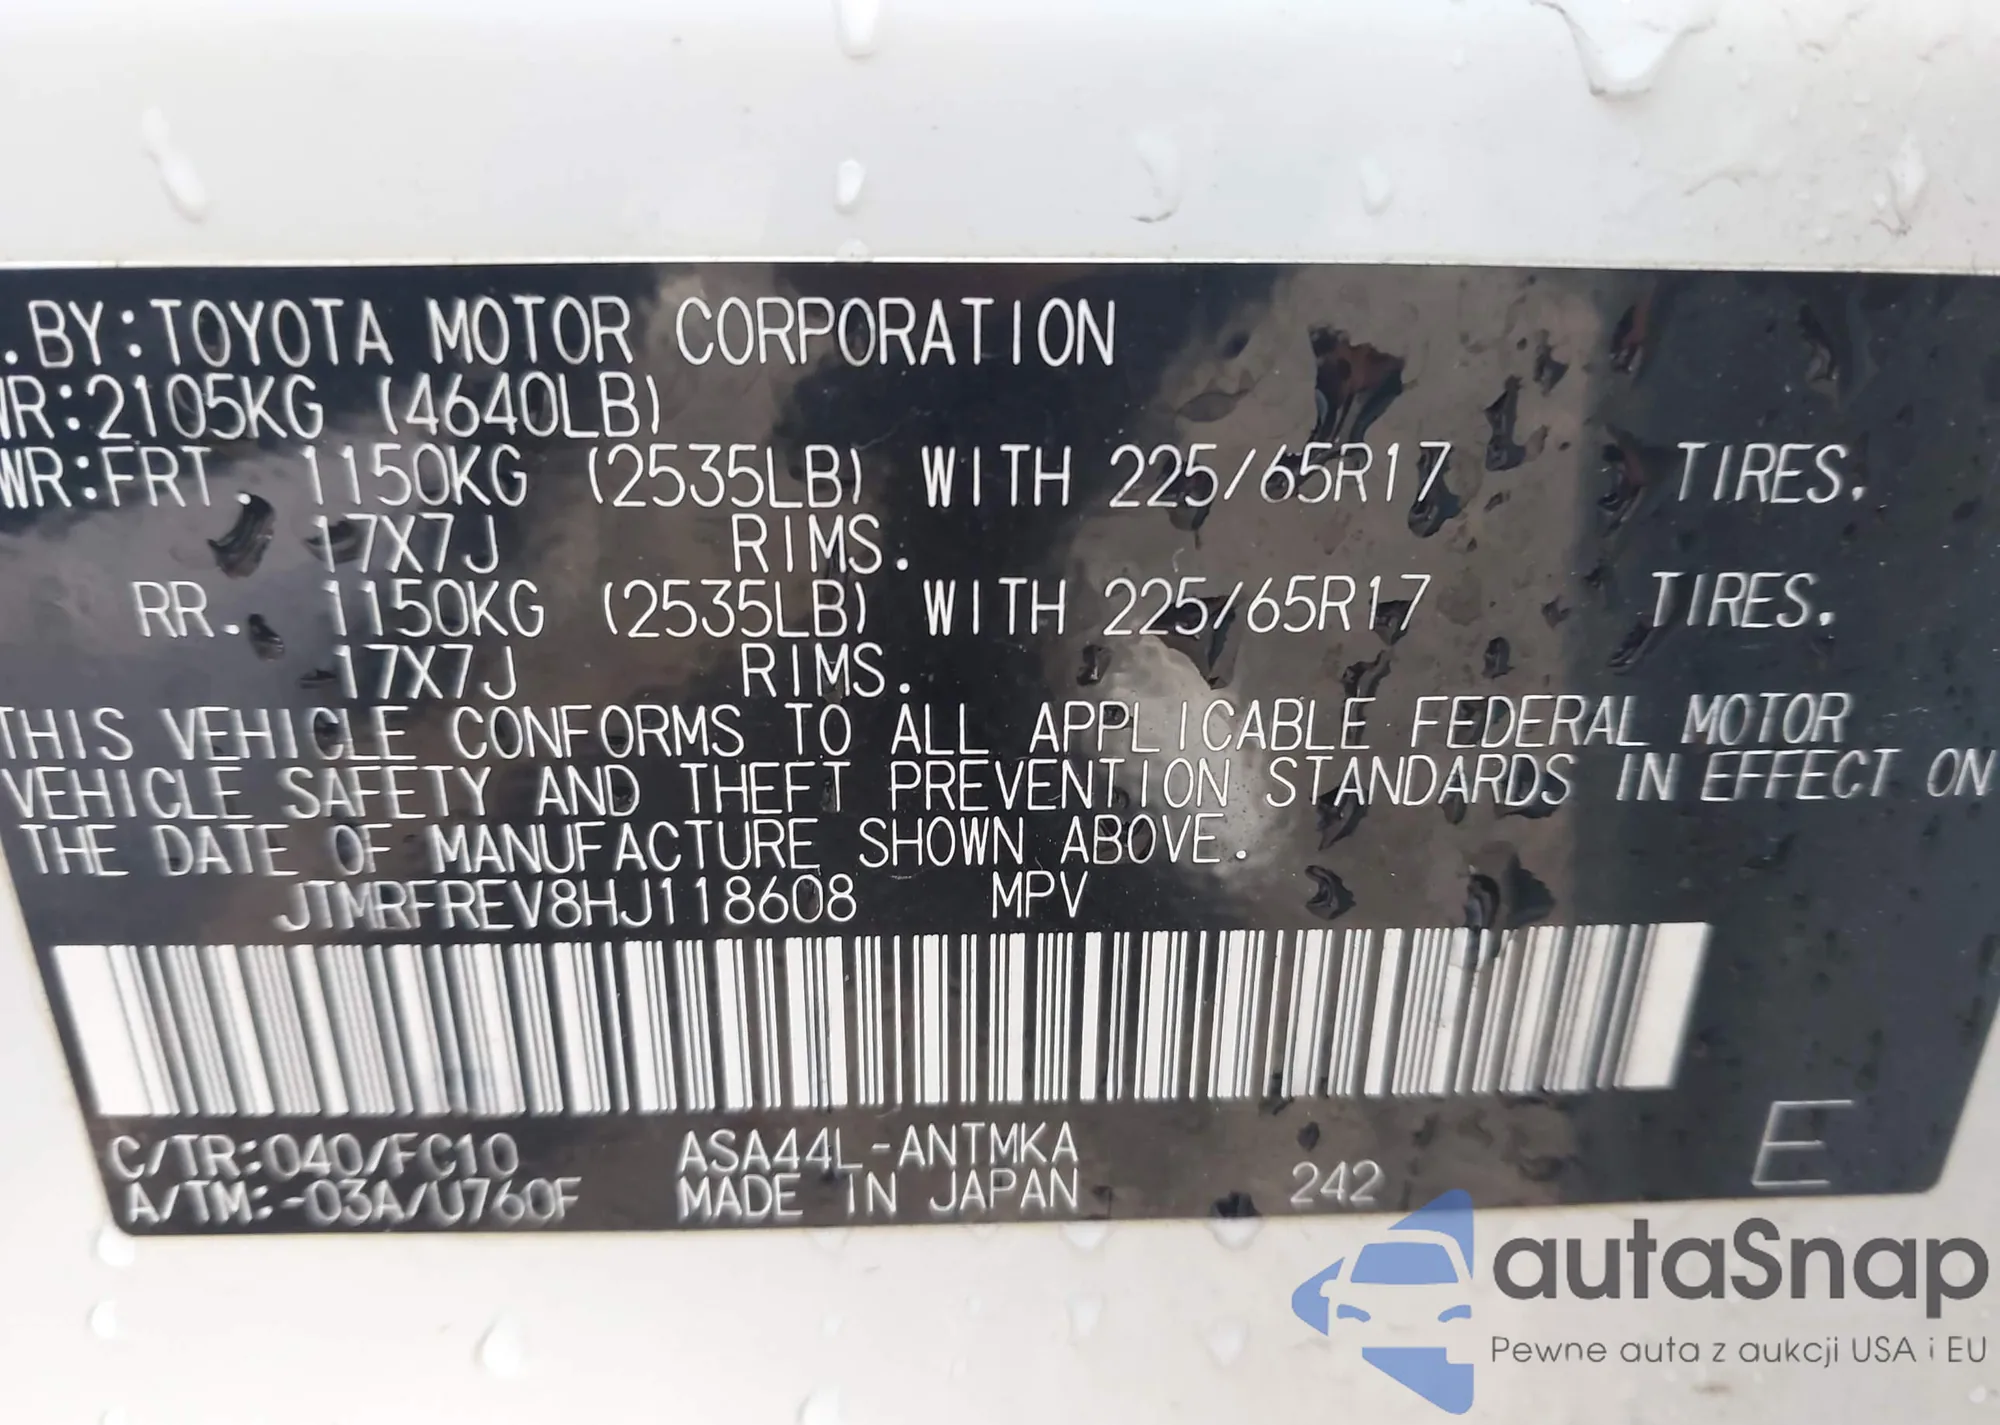 .BY:TOYOTA MOTOR CORPORATION
WR:2105KG (4640LB)
WR:FRT. 1150KG (2535LB) WITH 225/65R17 TIRES.
17X7J RIMS.
RR. 1150KG (2535LB) WITH 225/65R17 TIRES.
17X7J RIMS.
THIS VEHICLE CONFORMS TO ALL APPLICABLE FEDERAL MOTOR
VEHICLE SAFETY AND THEFT PREVENTION STANDARDS IN EFFECT ON
THE DATE OF MANUFACTURE SHOWN ABOVE.
JTMRFREV8HJ118608 MPV
C/TR:040/FC10 ASA44L-ANTMKA
A/TM:-03A/U760F MADE IN JAPAN 242 E
autaSnap
Pewne auta z aukcji USA i EU